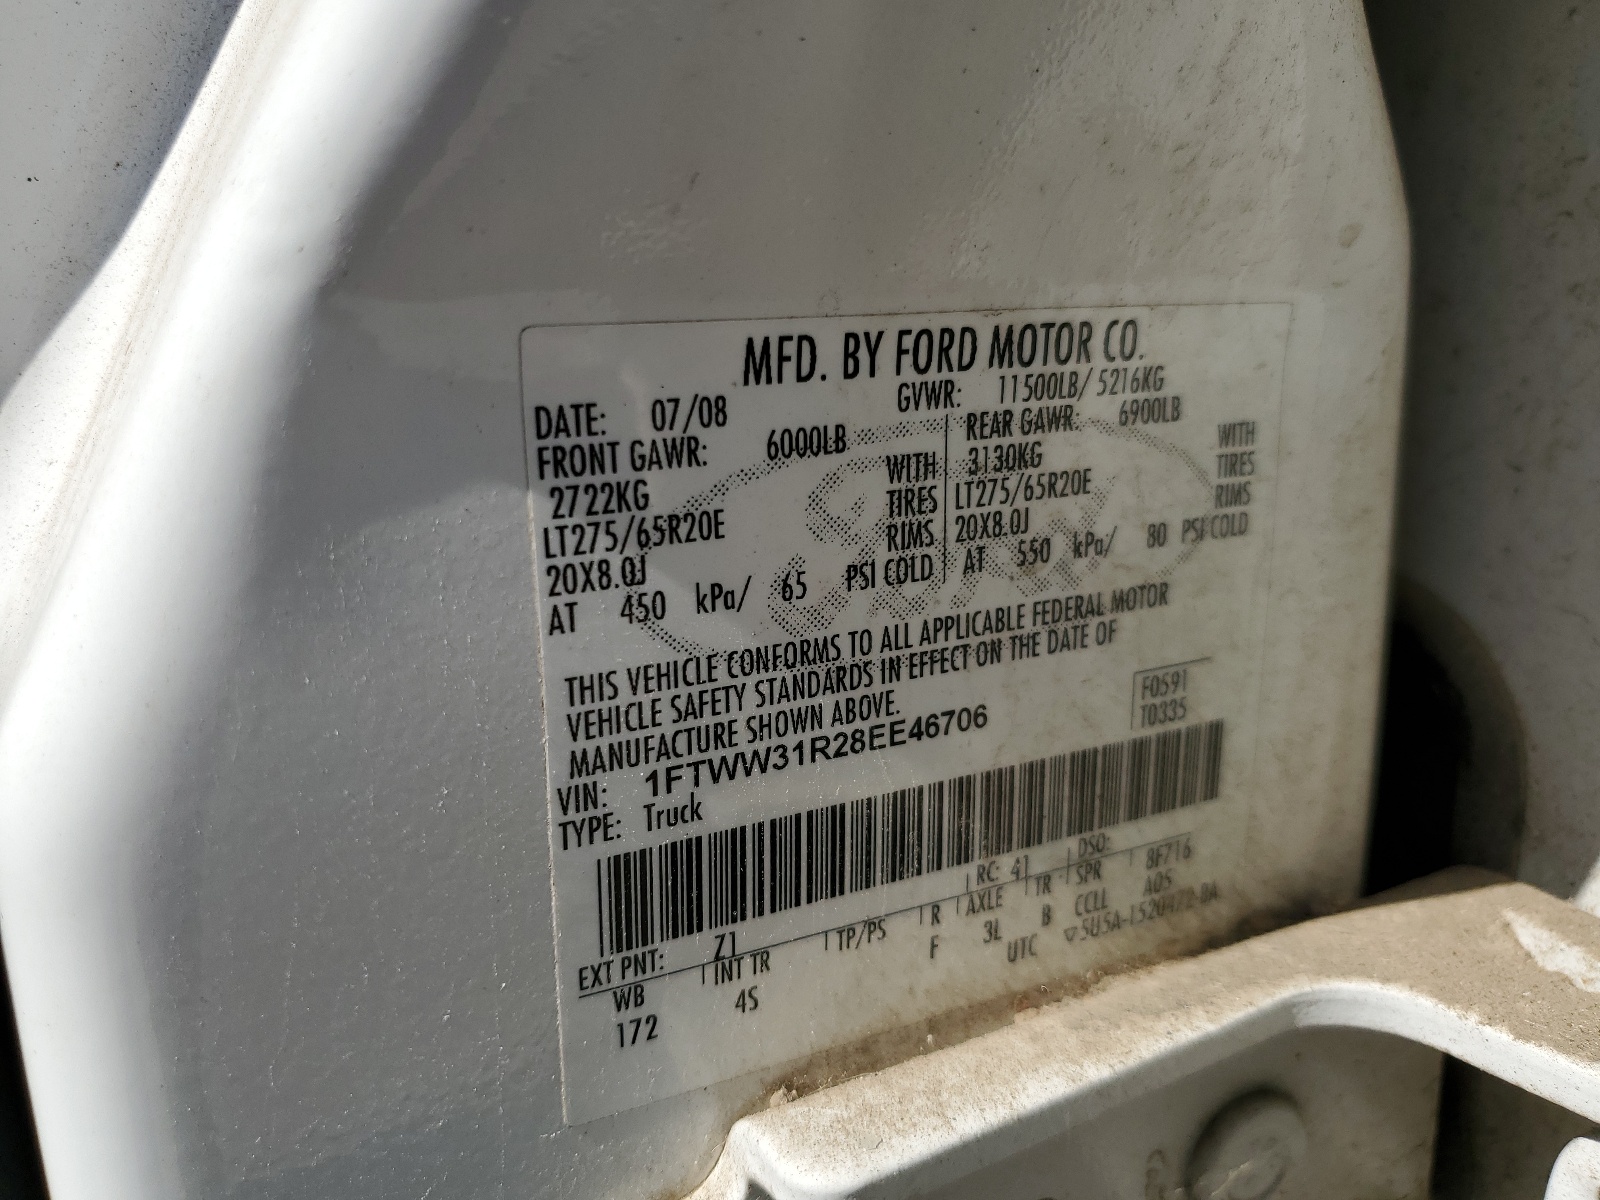 MFD. BY FORD MOTOR CO.
DATE: 07/08 GVWR: 11500LB/ 5216KG
FRONT GAWR: 6000LB REAR GAWR: 6900LB
2722KG WITH 3130KG WITH
LT275/65R20E TIRES LT275/65R20E TIRES
20X8.0J RIMS 20X8.0J RIMS
AT 450 kPa/ 65 PSI COLD AT 550 kPa/ 80 PSI COLD
THIS VEHICLE CONFORMS TO ALL APPLICABLE FEDERAL MOTOR
VEHICLE SAFETY STANDARDS IN EFFECT ON THE DATE OF
MANUFACTURE SHOWN ABOVE.
F0591
T0335
VIN: 1FTWW31R28EE46706
TYPE: Truck
EXT PNT: Z1 RC: 41 DSO: 8F716
WB INT TR TP/PS R AXLE TR SPR A05
172 4S F 3L B CCLL
UTC ▽5U5A-1520472-BA